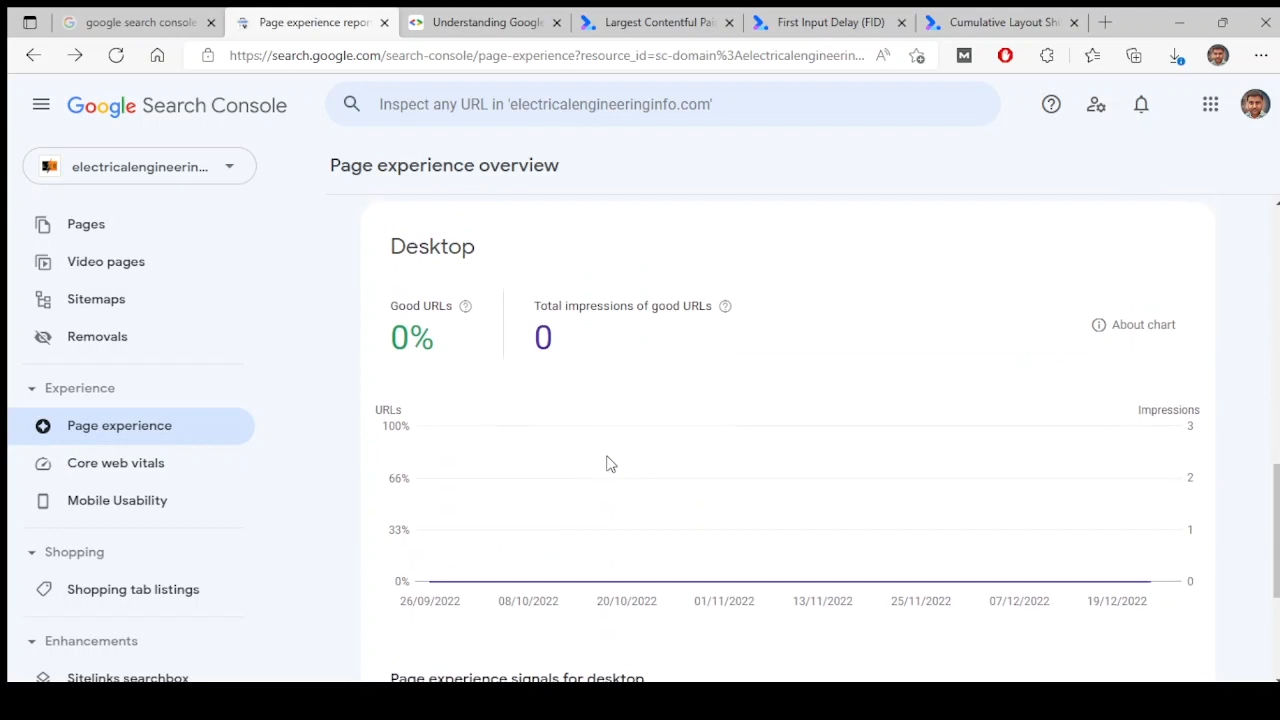 google search console
Page experience repor
Understanding Google
Largest Contentful Pai
First Input Delay (FID)
Cumulative Layout Shi
https://search.google.com/search-console/page-experience?resource_id=sc-domain%3Aelectricalengineerin...
Google Search Console
Inspect any URL in 'electricalengineeringinfo.com'
electricalengineerin...
Page experience overview
Pages
Video pages
Sitemaps
Removals
Experience
Page experience
Core web vitals
Mobile Usability
Shopping
Shopping tab listings
Enhancements
Sitelinks searchbox
Desktop
Good URLs
0%
Total impressions of good URLs
0
About chart
URLs
Impressions
100%
3
66%
2
33%
1
0%
0
26/09/2022 08/10/2022 20/10/2022 01/11/2022 13/11/2022 25/11/2022 07/12/2022 19/12/2022
Page experience signals for desktop